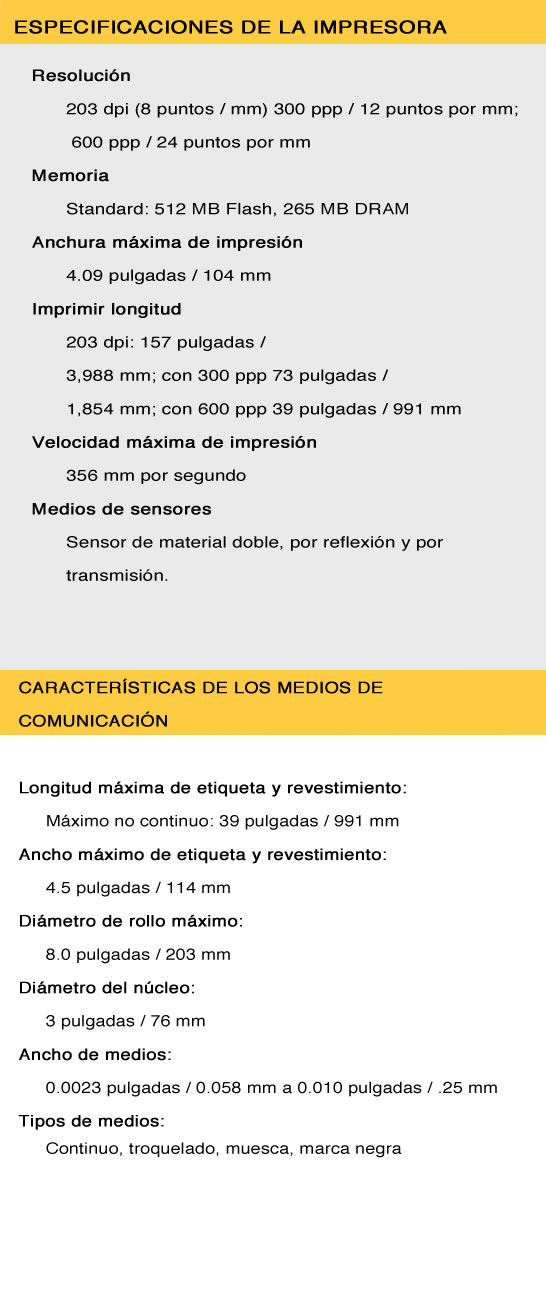 ESPECIFICACIONES DE LA IMPRESORA
Resolución
203 dpi (8 puntos / mm) 300 ppp / 12 puntos por mm;
600 ppp / 24 puntos por mm
Memoria
Standard: 512 MB Flash, 265 MB DRAM
Anchura máxima de impresión
4.09 pulgadas / 104 mm
Imprimir longitud
203 dpi: 157 pulgadas /
3,988 mm; con 300 ppp 73 pulgadas /
1,854 mm; con 600 ppp 39 pulgadas / 991 mm
Velocidad máxima de impresión
356 mm por segundo
Medios de sensores
Sensor de material doble, por reflexión y por
transmisión.
CARACTERÍSTICAS DE LOS MEDIOS DE
COMUNICACIÓN
Longitud máxima de etiqueta y revestimiento:
Máximo no continuo: 39 pulgadas / 991 mm
Ancho máximo de etiqueta y revestimiento:
4.5 pulgadas / 114 mm
Diámetro de rollo máximo:
8.0 pulgadas / 203 mm
Diámetro del núcleo:
3 pulgadas / 76 mm
Ancho de medios:
0.0023 pulgadas / 0.058 mm a 0.010 pulgadas / .25 mm
Tipos de medios:
Continuo, troquelado, muesca, marca negra